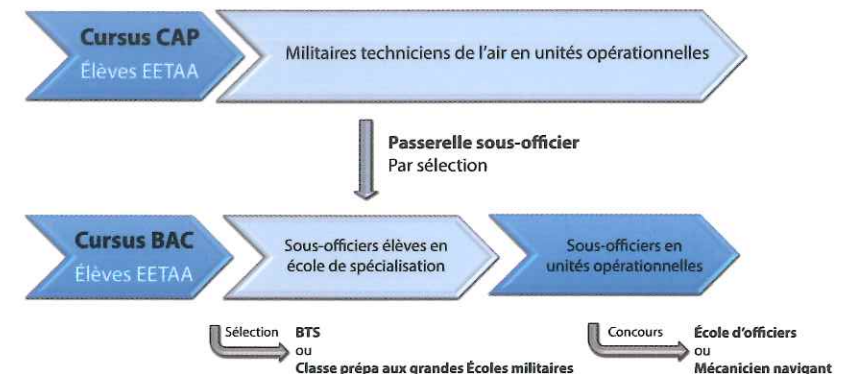 Cursus CAP
Élèves EETAA
Militaires techniciens de l'air en unités opérationnelles
Passerelle sous-officier
Par sélection
Cursus BAC
Élèves EETAA
Sous-officiers élèves en
école de spécialisation
Sous-officiers en
unités opérationnelles
Sélection
BTS
ou
Classe prépa aux grandes Écoles militaires
Concours
École d'officiers
ou
Mécanicien navigant